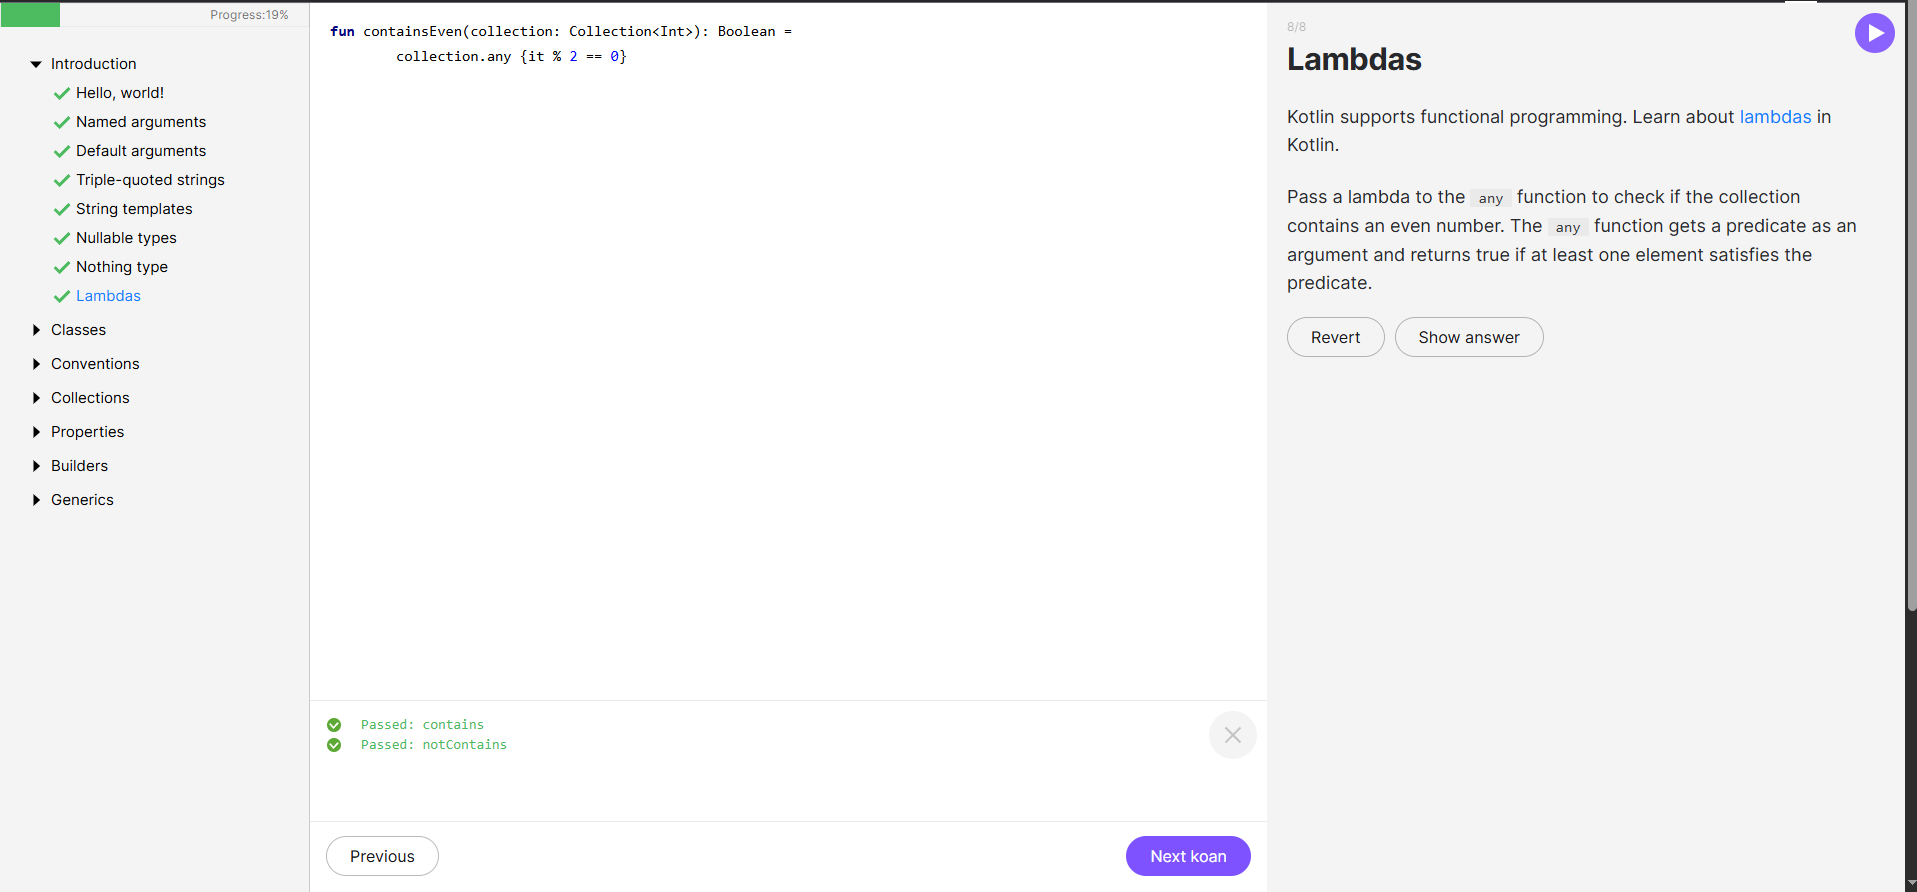 Progress:19%
Introduction
Hello, world!
Named arguments
Default arguments
Triple-quoted strings
String templates
Nullable types
Nothing type
Lambdas
Classes
Conventions
Collections
Properties
Builders
Generics
fun containsEven(collection: Collection<Int>): Boolean =
collection.any {it % 2 == 0}
Passed: contains
Passed: notContains
Previous
Next koan
8/8
Lambdas
Kotlin supports functional programming. Learn about lambdas in
Kotlin.
Pass a lambda to the any function to check if the collection
contains an even number. The any function gets a predicate as an
argument and returns true if at least one element satisfies the
predicate.
Revert
Show answer